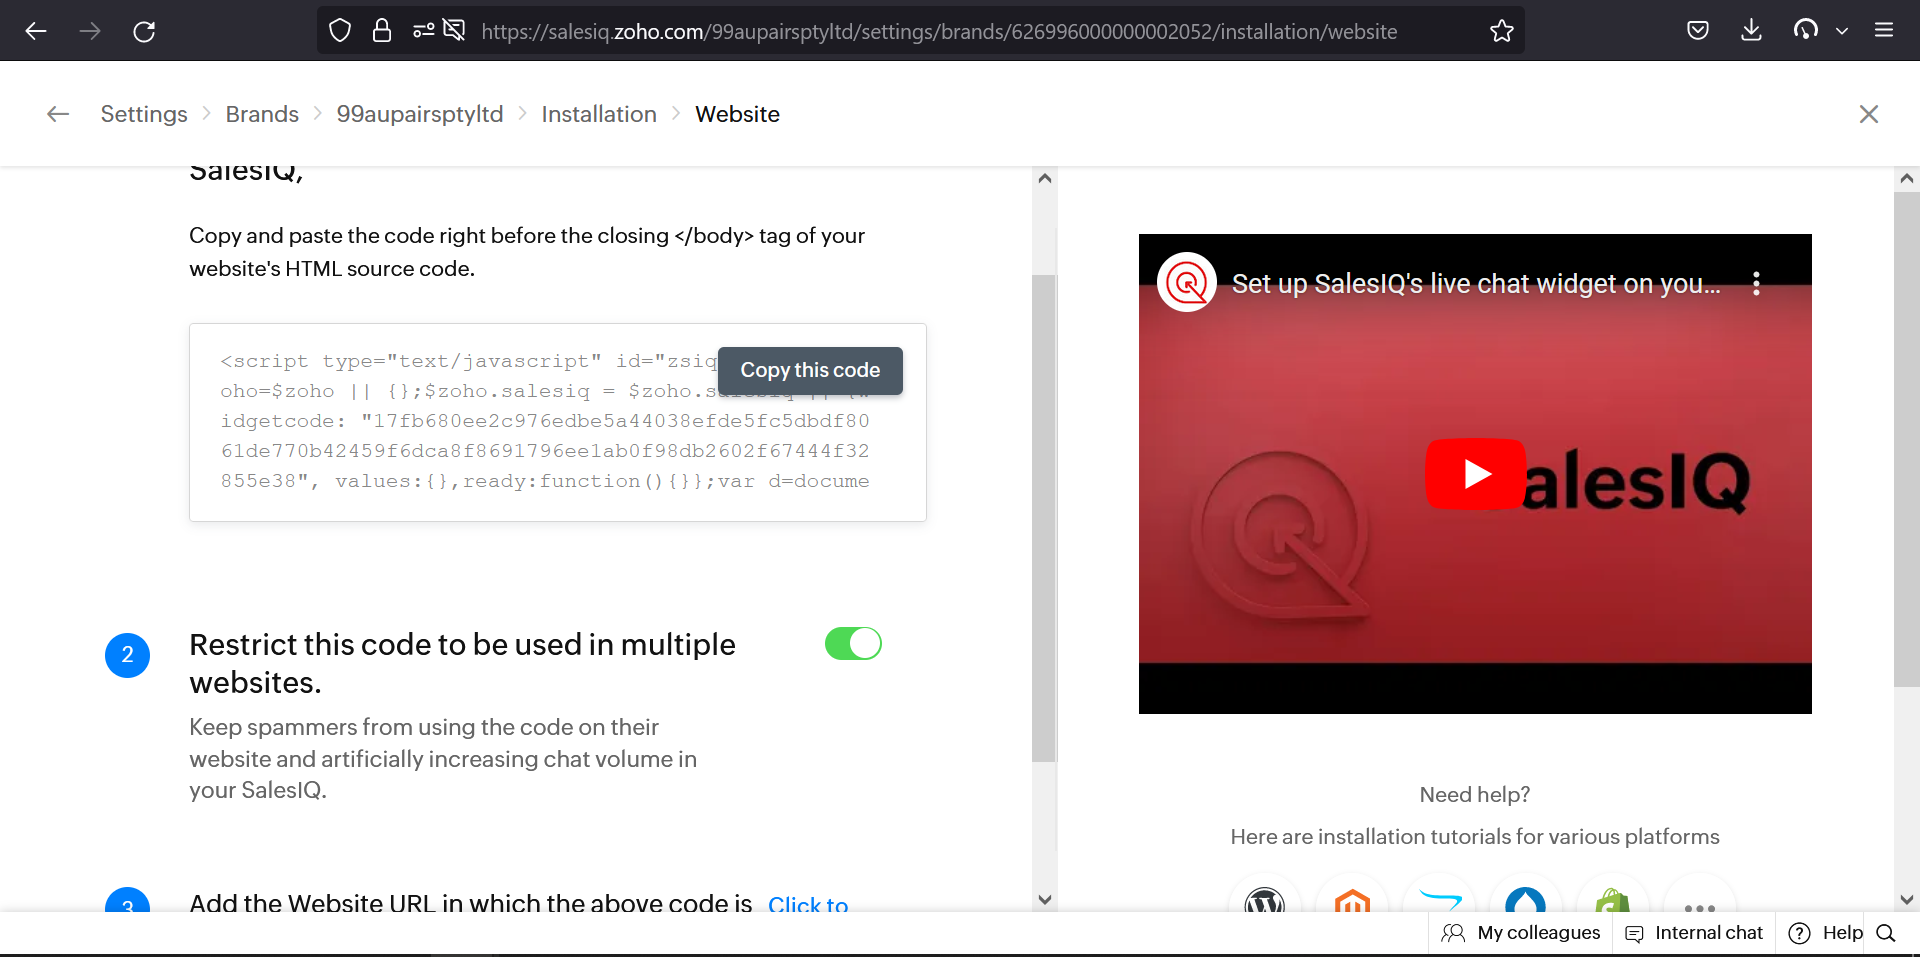 https://salesiq.zoho.com/99aupairsptyltd/settings/brands/626996000000002052/installation/website
Settings > Brands > 99aupairsptyltd > Installation > Website
SalesIQ,
Copy and paste the code right before the closing </body> tag of your
website's HTML source code.
<script type="text/javascript" id="zsiq
Copy this code
oho=$zoho || {};$zoho.salesiq = $zoho.salesiq || {w
idgetcode: "17fb680ee2c976edbe5a44038efde5fc5dbdf80
61de770b42459f6dca8f8691796ee1ab0f98db2602f67444f32
855e38", values:{},ready:function(){}};var d=docume
2
Restrict this code to be used in multiple
websites.
Keep spammers from using the code on their
website and artificially increasing chat volume in
your SalesIQ.
3
Add the Website URL in which the above code is
Click to
Set up SalesIQ's live chat widget on you...
alesIQ
Need help?
Here are installation tutorials for various platforms
My colleagues
Internal chat
Help